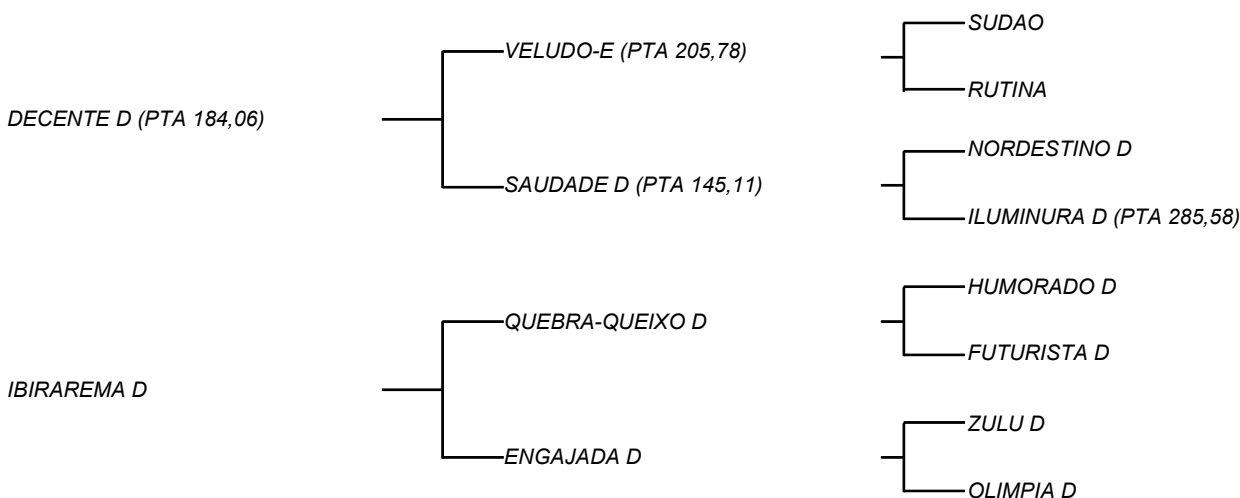 SUDAO
VELUDO-E (PTA 205,78)
RUTINA
DECENTE D (PTA 184,06)
NORDESTINO D
SAUDADE D (PTA 145,11)
ILUMINURA D (PTA 285,58)
HUMORADO D
QUEBRA-QUEIXO D
FUTURISTA D
IBIRAREMA D
ZULU D
ENGAJADA D
OLIMPIA D